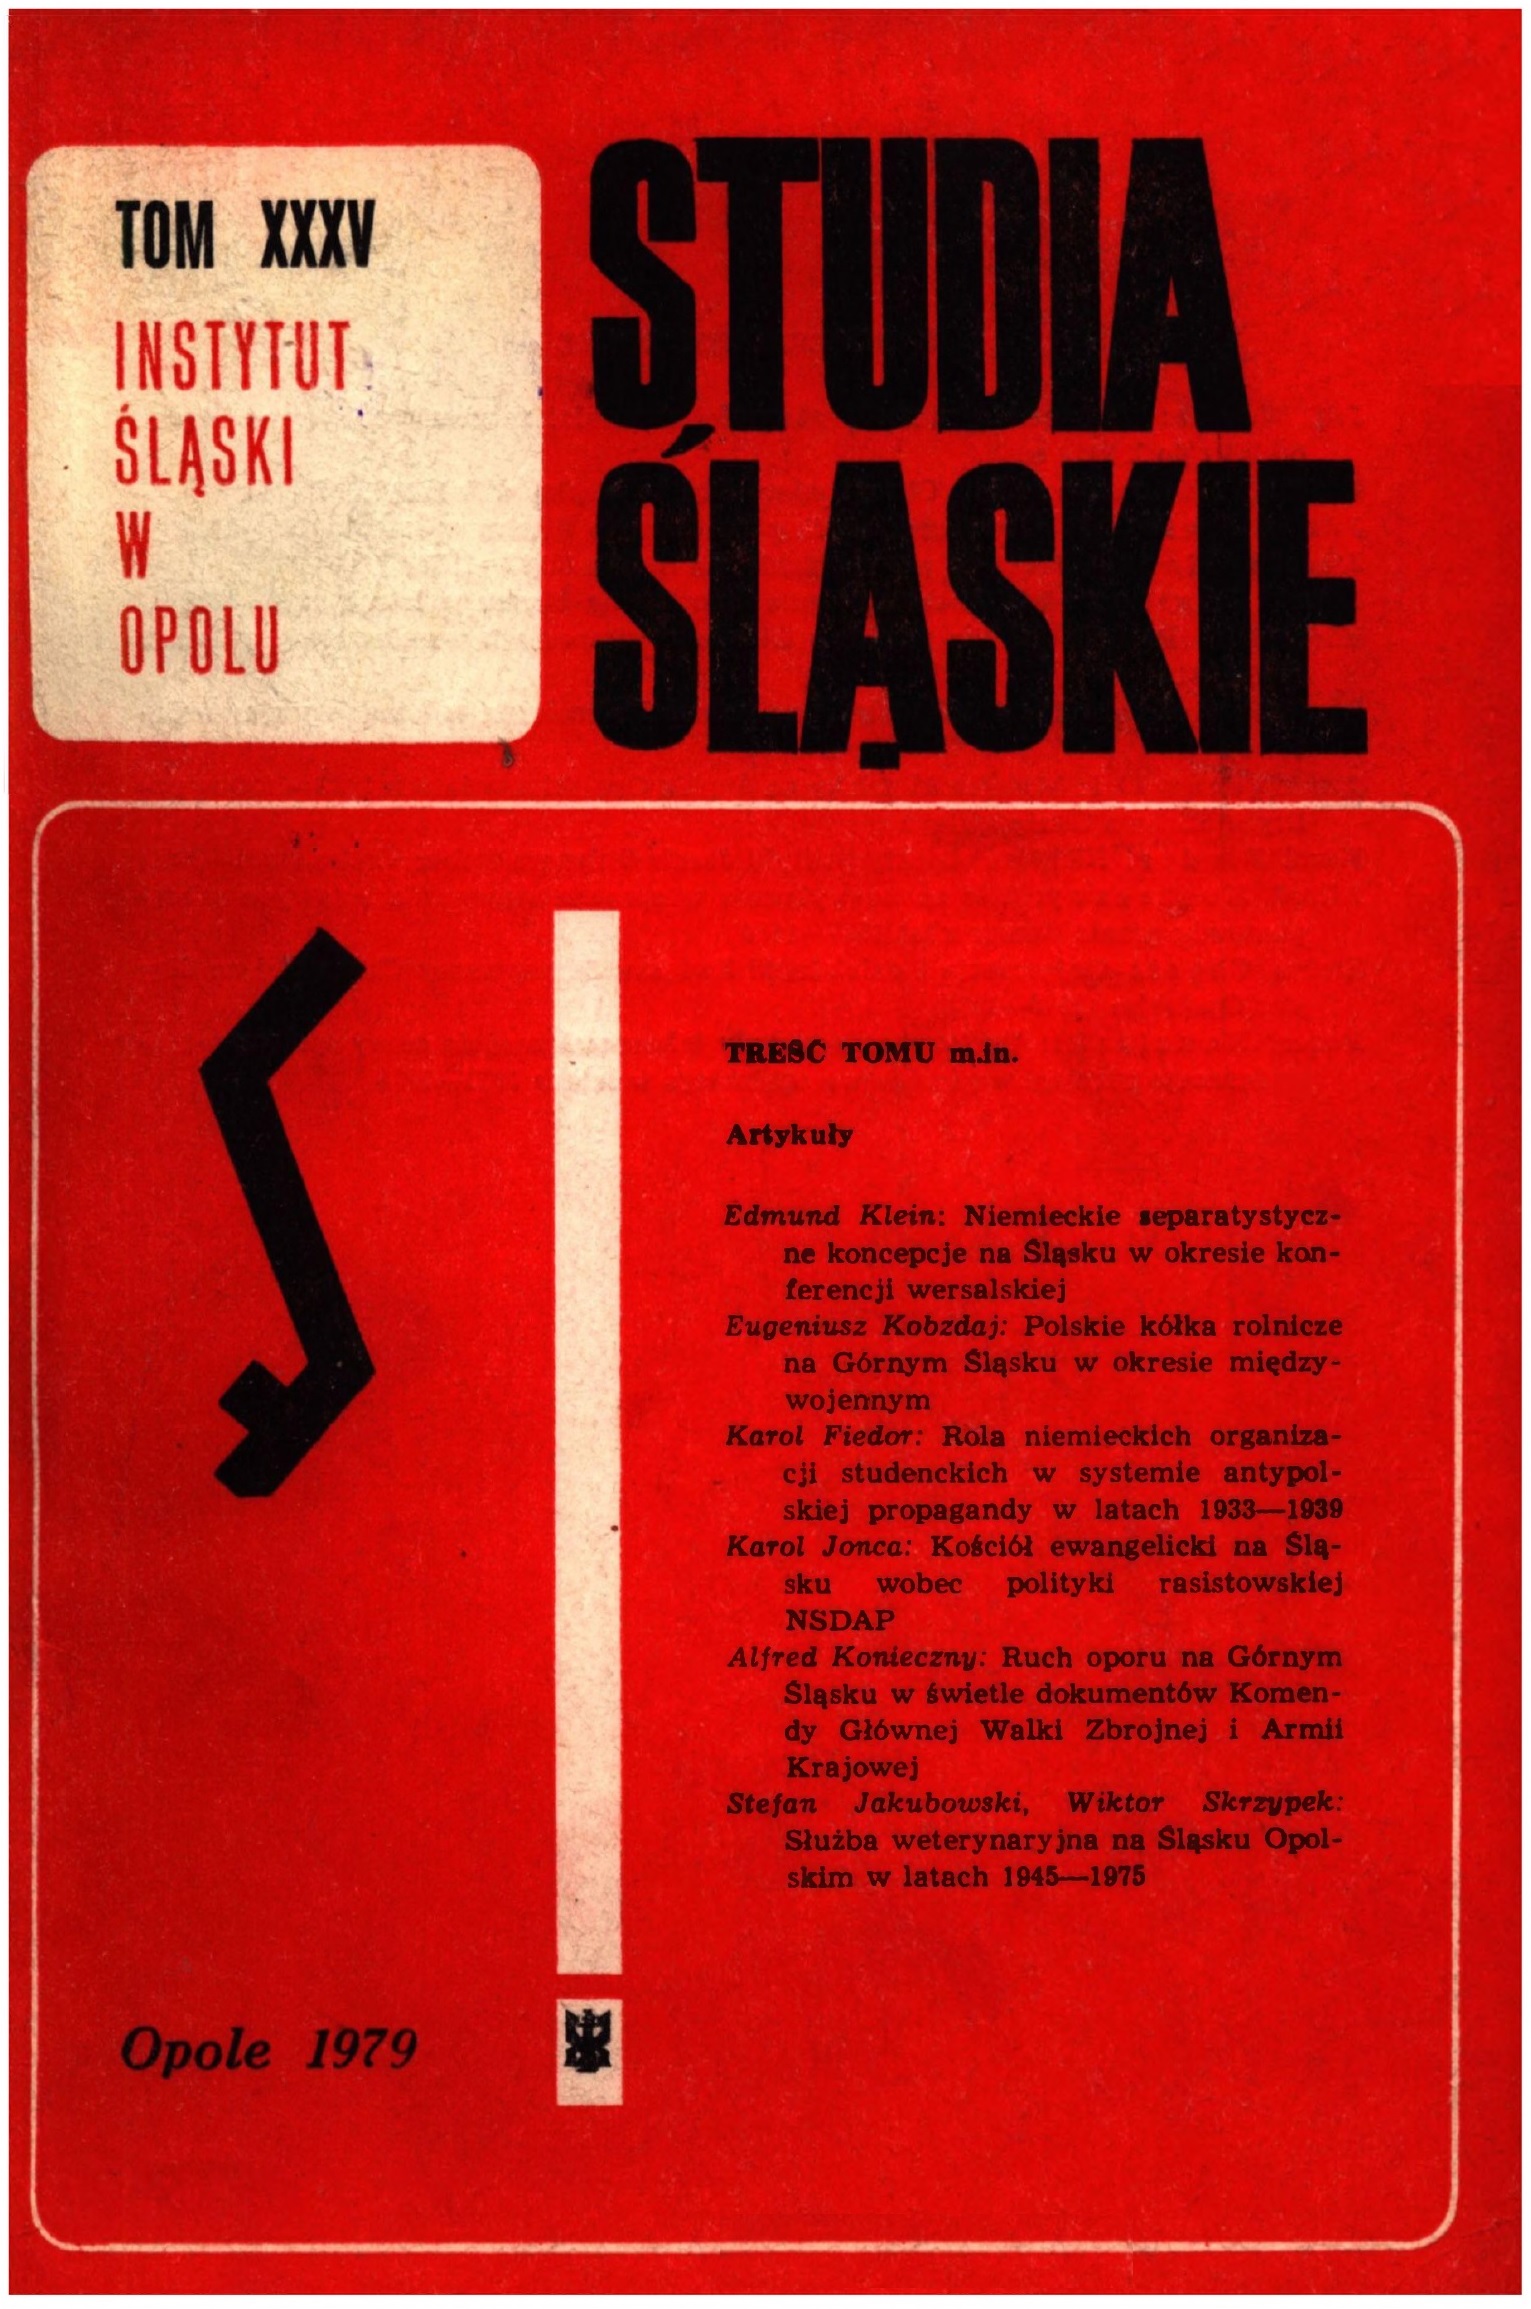 TOM XXXV
INSTYTUT
ŚLĄSKI
W
OPOLU
STUDIA
ŚLĄSKIE
TREŚĆ TOMU m.in.
Artykuły
Edmund Klein: Niemieckie separatystycz-
ne koncepcje na Śląsku w okresie kon-
ferencji wersalskiej
Eugeniusz Kobzdaj: Polskie kółka rolnicze
na Górnym Śląsku w okresie między-
wojennym
Karol Fiedor: Rola niemieckich organiza-
cji studenckich w systemie antypol-
skiej propagandy w latach 1933—1939
Karol Jonca: Kościół ewangelicki na Ślą-
sku wobec polityki rasistowskiej
NSDAP
Alfred Konieczny: Ruch oporu na Górnym
Śląsku w świetle dokumentów Komen-
dy Głównej Walki Zbrojnej i Armii
Krajowej
Stefan Jakubowski, Wiktor Skrzypek:
Służba weterynaryjna na Śląsku Opol-
skim w latach 1945—1975
Opole 1979